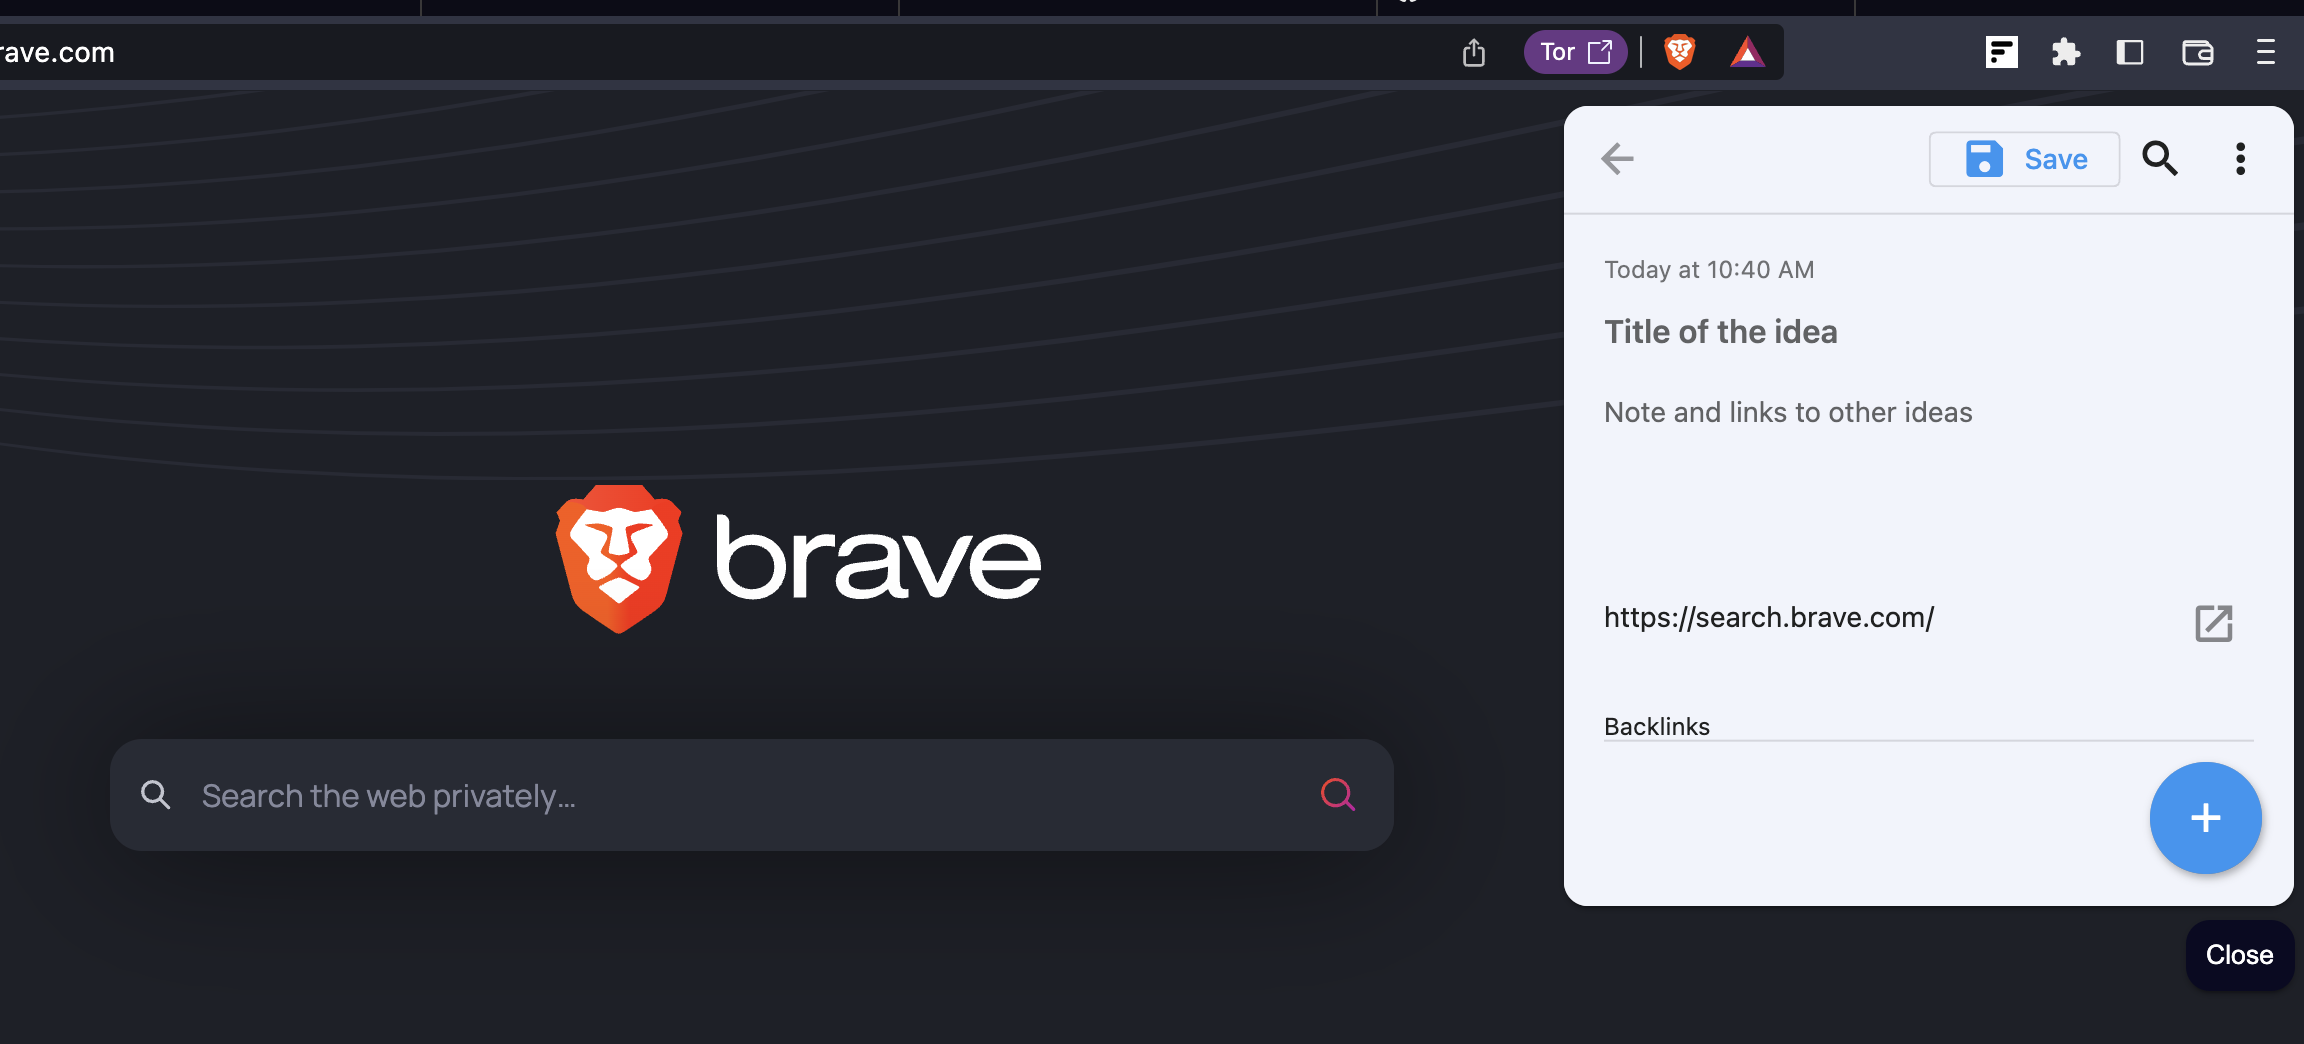 rave.com
Tor
Save
Today at 10:40 AM
Title of the idea
Note and links to other ideas
brave
https://search.brave.com/
Backlinks
Search the web privately...
Close